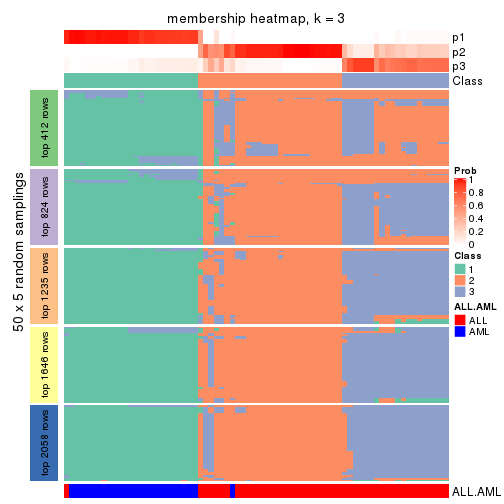 membership heatmap, k = 3
p1
p2
p3
Class
50 x 5 random samplings
top 412 rows
top 824 rows
top 1235 rows
top 1646 rows
top 2058 rows
Prob
1
0.8
0.6
0.4
0.2
0
Class
1
2
3
ALL.AML
ALL
AML
ALL.AML